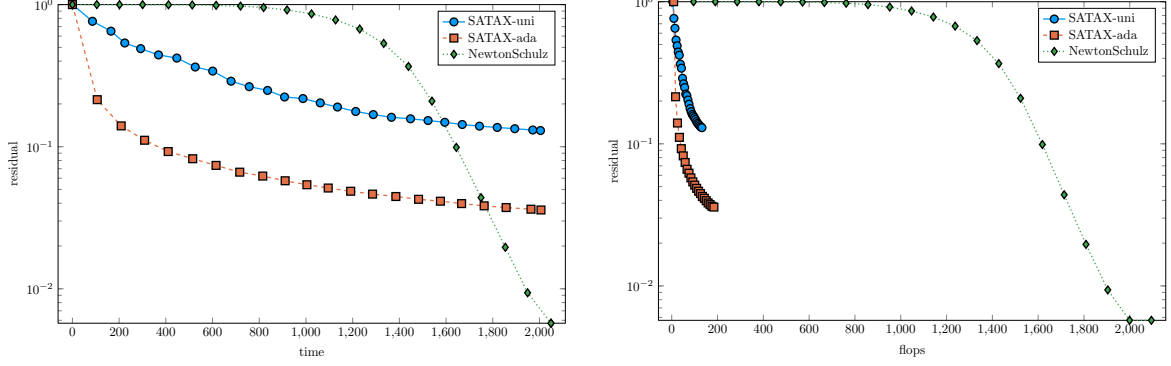 10^0
10^-1
10^-2
residual
0 200 400 600 800 1,000 1,200 1,400 1,600 1,800 2,000
time
SATAX-uni
SATAX-ada
NewtonSchulz
10^0
10^-1
10^-2
residual
0 200 400 600 800 1,000 1,200 1,400 1,600 1,800 2,000
flops
SATAX-uni
SATAX-ada
NewtonSchulz